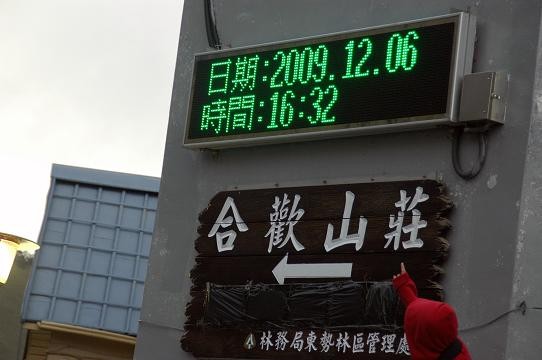 日期:2009.12.06
時間:16:32
合歡山莊
林務局東勢林區管理處